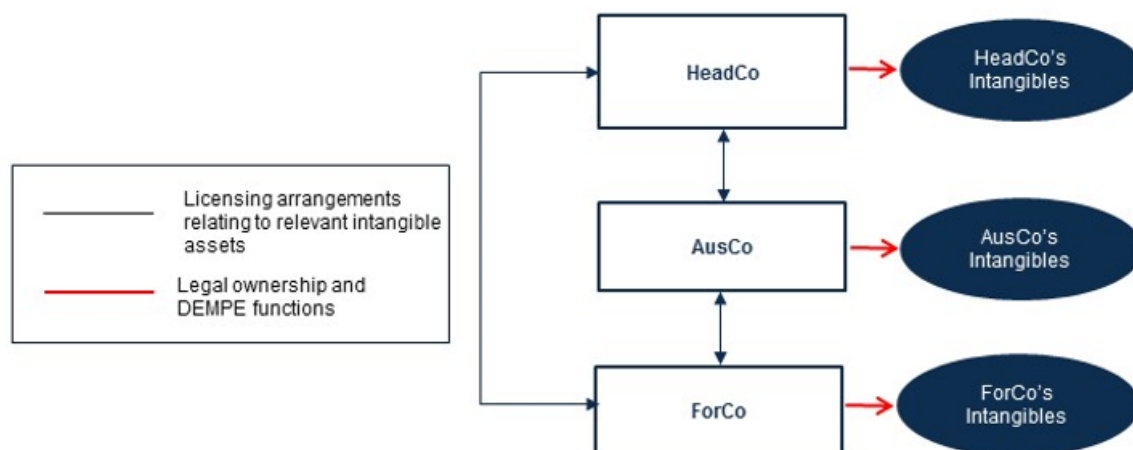 HeadCo
HeadCo's
Intangibles
Licensing arrangements
relating to relevant intangible
assets
Legal ownership and
DEMPE functions
AusCo
AusCo's
Intangibles
ForCo
ForCo's
Intangibles